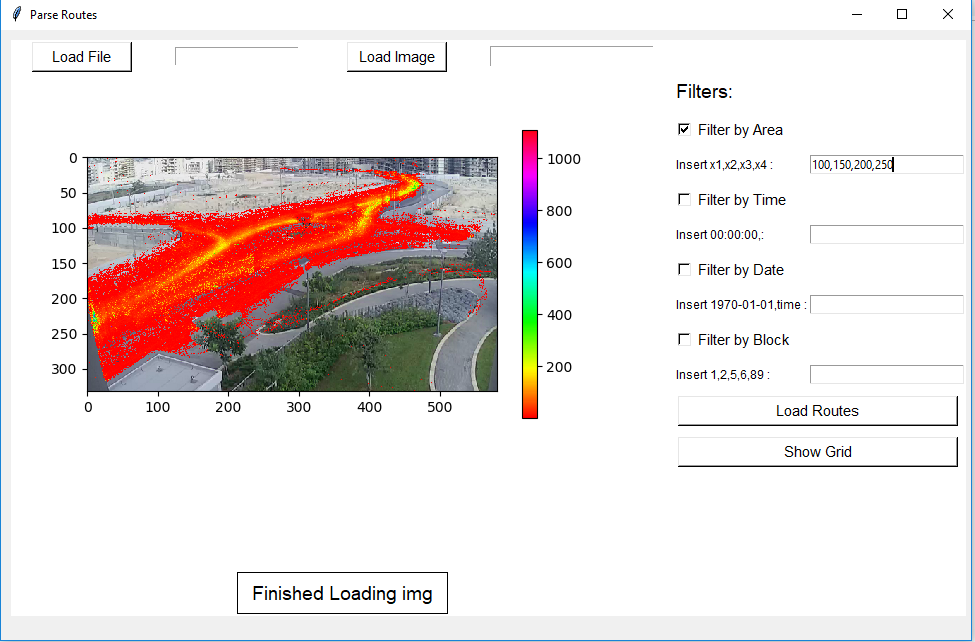 Parse Routes
Load File
Load Image
Filters:
Filter by Area
Insert x1,x2,x3,x4 :
100,150,200,250
Filter by Time
Insert 00:00:00,:
Filter by Date
Insert 1970-01-01,time :
Filter by Block
Insert 1,2,5,6,89 :
Load Routes
Show Grid
0
50
100
150
200
250
300
0 100 200 300 400 500
1000
800
600
400
200
Finished Loading img